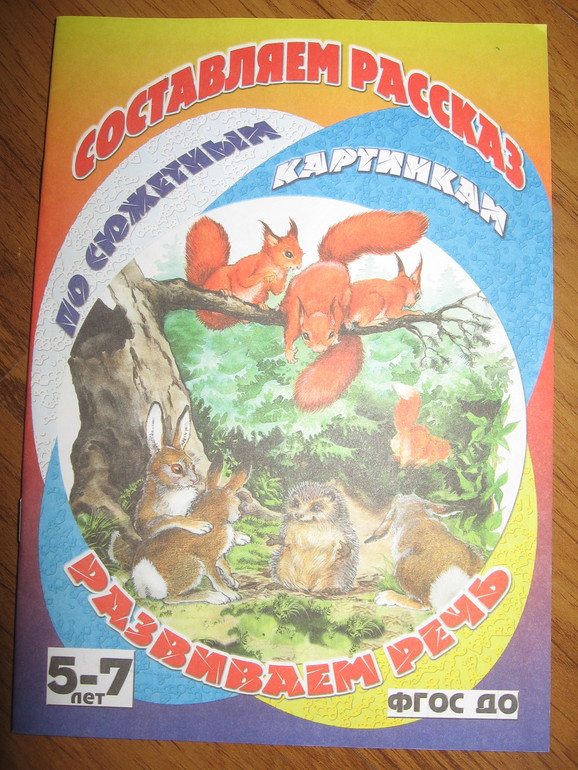 СОСТАВЛЯЕМ РАССКАЗ
ПО СЮЖЕТНЫМ
КАРТИНКАМ
РАЗВИВАЕМ РЕЧЬ
5-7
лет
ФГОС ДО